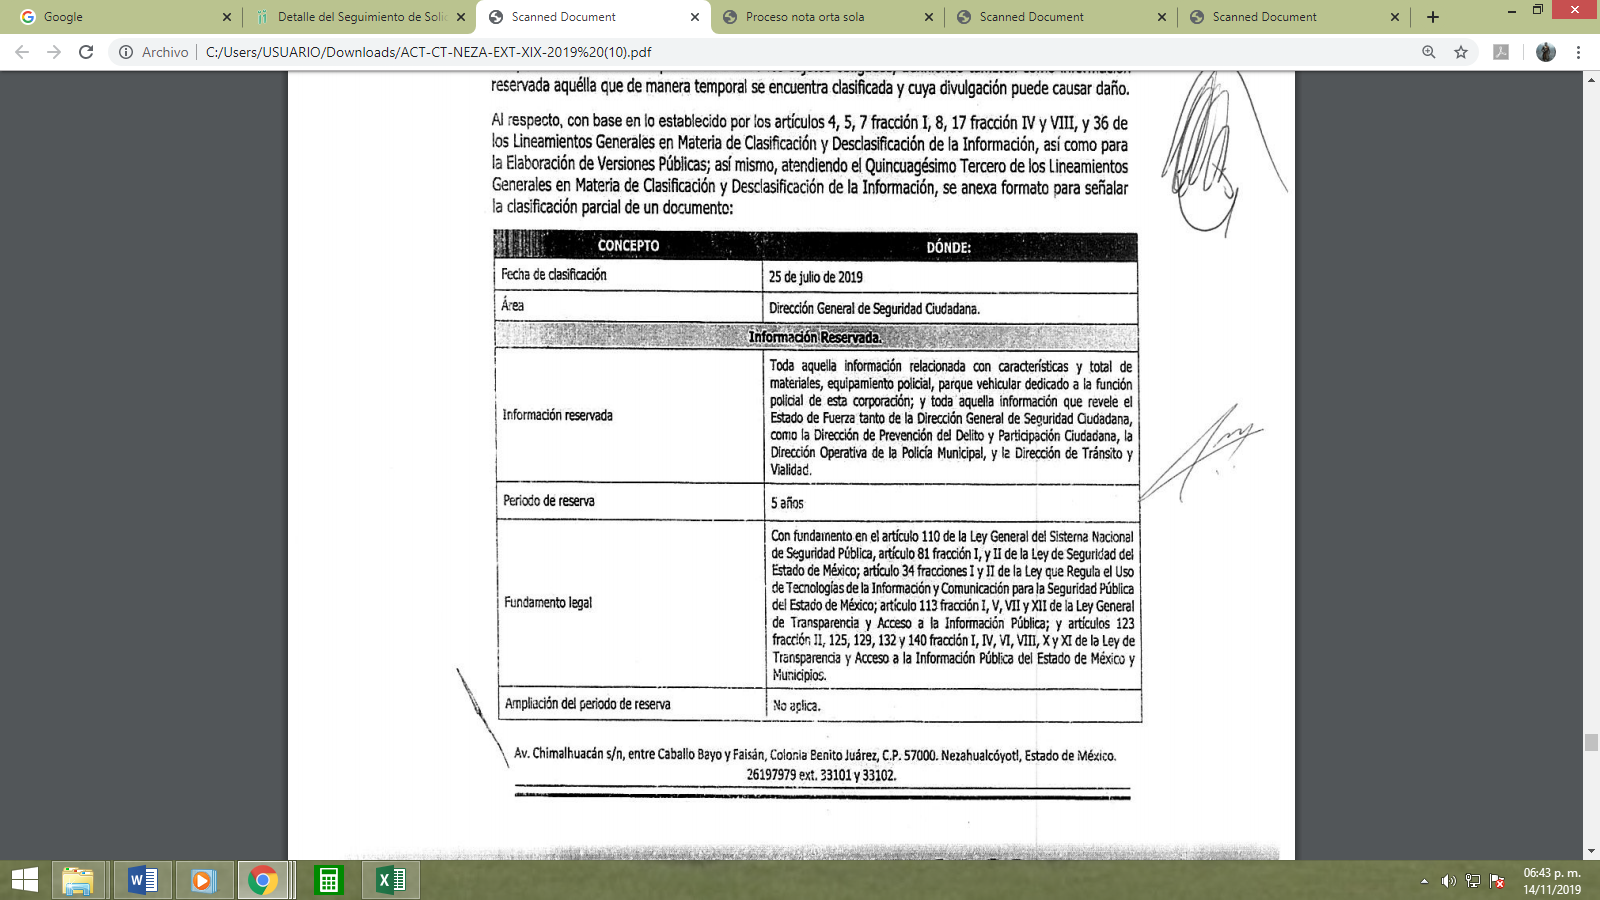 Google
Detalle del Seguimiento de Solic
Scanned Document
Proceso nota orta sola
Scanned Document
Scanned Document
Archivo
C:/Users/USUARIO/Downloads/ACT-CT-NEZA-EXT-XIX-2019%20(10).pdf
reservada aquélla que de manera temporal se encuentra clasificada y cuya divulgación puede causar daño.
Al respecto, con base en lo establecido por los artículos 4, 5, 7 fracción I, 8, 17 fracción IV y VIII, y 36 de
los Lineamientos Generales en Materia de Clasificación y Desclasificación de la Información, así como para
la Elaboración de Versiones Públicas; así mismo, atendiendo el Quincuagésimo Tercero de los Lineamientos
Generales en Materia de Clasificación y Desclasificación de la Información, se anexa formato para señalar
la clasificación parcial de un documento:
CONCEPTO
DÓNDE:
Fecha de clasificación
25 de julio de 2019
Área
Dirección General de Seguridad Ciudadana.
Información Reservada.
Información reservada
Toda aquella información relacionada con características y total de
materiales, equipamiento policial, parque vehicular dedicado a la función
policial de esta corporación; y toda aquella información que revele el
Estado de Fuerza tanto de la Dirección General de Seguridad Ciudadana,
como la Dirección de Prevención del Delito y Participación Ciudadana, la
Dirección Operativa de la Policía Municipal, y la Dirección de Tránsito y
Vialidad.
Periodo de reserva
5 años
Fundamento legal
Con fundamento en el artículo 110 de la Ley General del Sistema Nacional
de Seguridad Pública, artículo 81 fracción I, y II de la Ley de Seguridad del
Estado de México; artículo 34 fracciones I y II de la Ley que Regula el Uso
de Tecnologías de la Información y Comunicación para la Seguridad Pública
del Estado de México; artículo 113 fracción I, V, VII y XII de la Ley General
de Transparencia y Acceso a la Información Pública; y artículos 123
fracción II, 125, 129, 132 y 140 fracción I, IV, VI, VIII, X y XI de la Ley de
Transparencia y Acceso a la Información Pública del Estado de México y
Municipios.
Ampliación del periodo de reserva
No aplica.
Av. Chimalhuacán s/n, entre Caballo Bayo y Faisán, Colonia Benito Juárez, C.P. 57000. Nezahualcóyotl, Estado de México.
26197979 ext. 33101 y 33102.
06:43 p. m.
14/11/2019